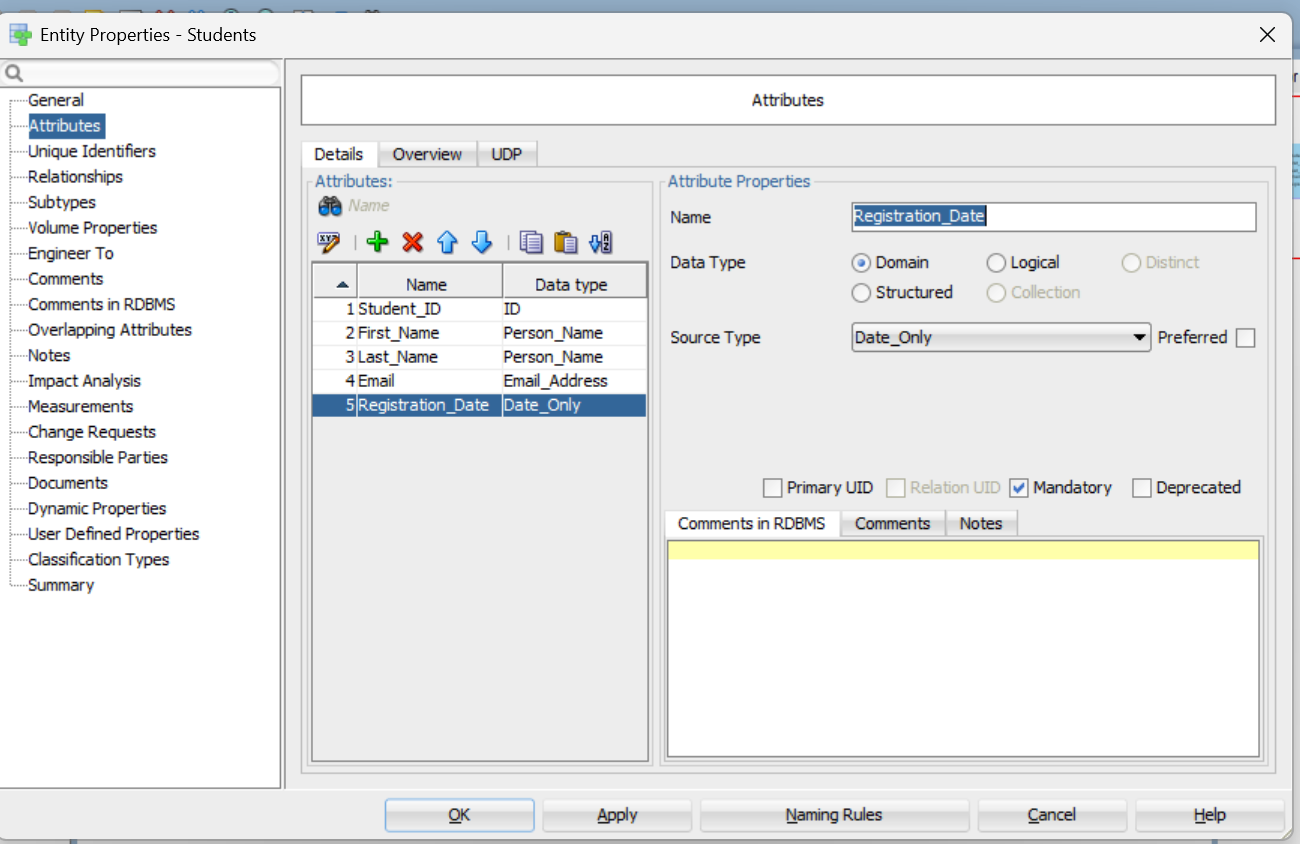 Entity Properties - Students
General
Attributes
Unique Identifiers
Relationships
Subtypes
Volume Properties
Engineer To
Comments
Comments in RDBMS
Overlapping Attributes
Notes
Impact Analysis
Measurements
Change Requests
Responsible Parties
Documents
Dynamic Properties
User Defined Properties
Classification Types
Summary
Attributes
Details Overview UDP
Attributes:
Name
Name Data type
1 Student_ID ID
2 First_Name Person_Name
3 Last_Name Person_Name
4 Email Email_Address
5 Registration_Date Date_Only
Attribute Properties
Name Registration_Date
Data Type Domain Logical Distinct
Structured Collection
Source Type Date_Only Preferred
Primary UID Relation UID Mandatory Deprecated
Comments in RDBMS Comments Notes
OK Apply Naming Rules Cancel Help